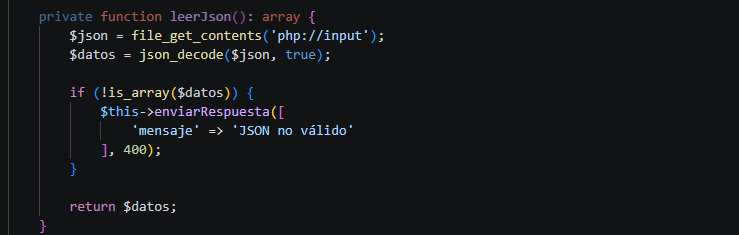 private function leerJson(): array {
$json = file_get_contents('php://input');
$datos = json_decode($json, true);
if (!is_array($datos)) {
$this->enviarRespuesta([
'mensaje' => 'JSON no válido'
], 400);
}
return $datos;
}